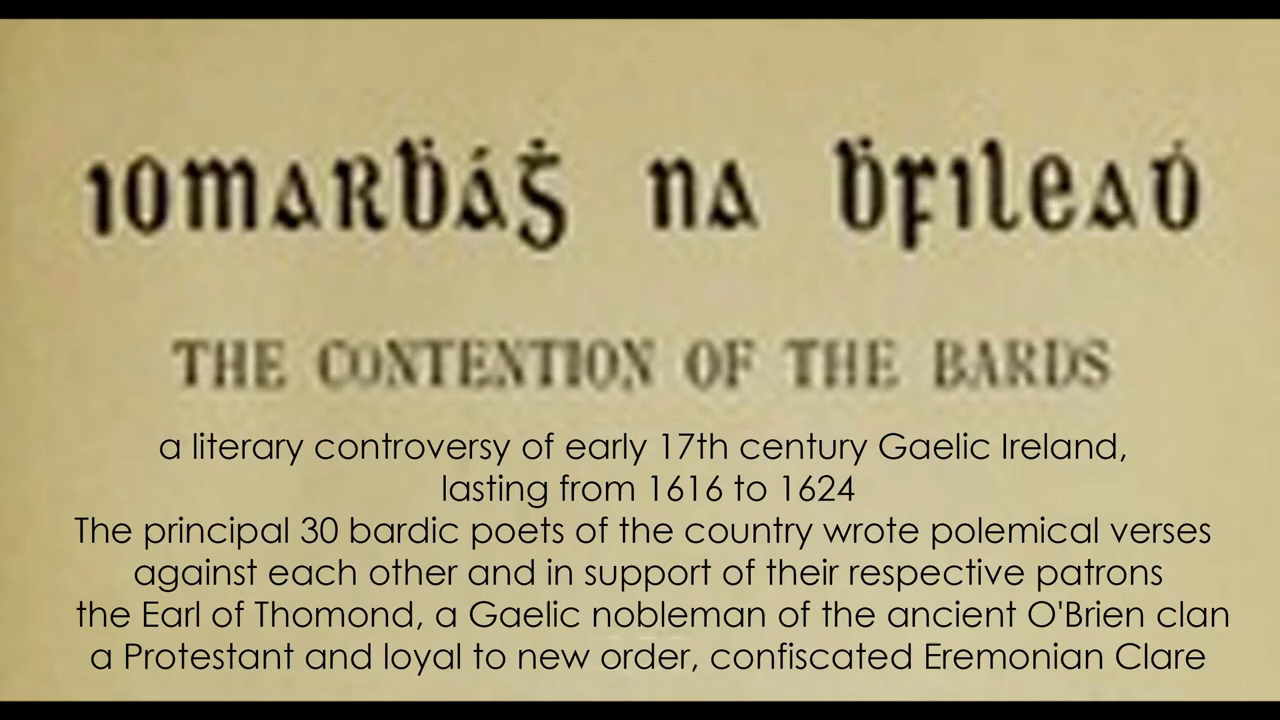 iomarḃáġ na ḃfileaḋ
THE CONTENTION OF THE BARDS
a literary controversy of early 17th century Gaelic Ireland,
lasting from 1616 to 1624
The principal 30 bardic poets of the country wrote polemical verses
against each other and in support of their respective patrons
the Earl of Thomond, a Gaelic nobleman of the ancient O'Brien clan
a Protestant and loyal to new order, confiscated Eremonian Clare